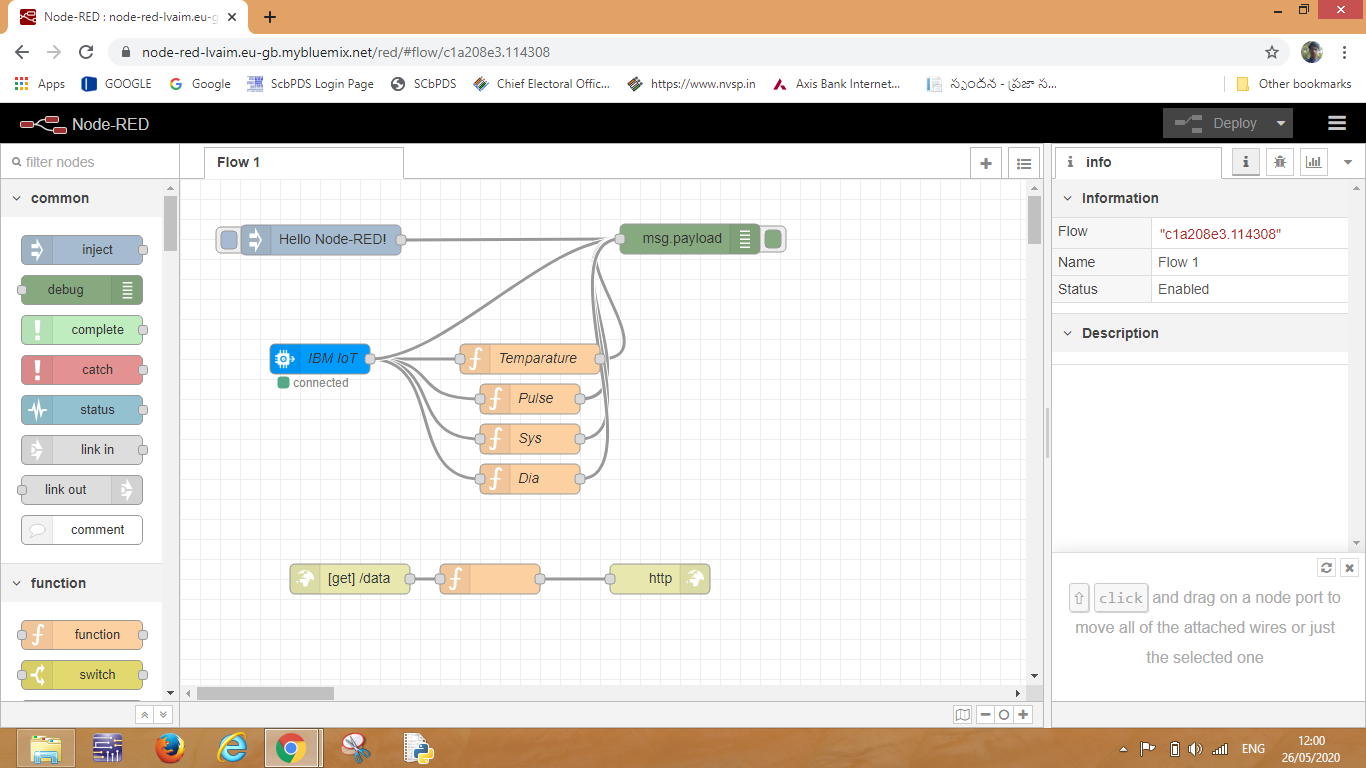 Node-RED : node-red-lvaim.eu-g
node-red-lvaim.eu-gb.mybluemix.net/red/#flow/c1a208e3.114308
Apps GOOGLE Google ScbPDS Login Page SCbPDS Chief Electoral Offic... https://www.nvsp.in Axis Bank Internet... స్పందన - ప్రజా స... Other bookmarks
Node-RED Deploy
filter nodes Flow 1 info
common
inject
debug
complete
catch
status
link in
link out
comment
function
function
switch
Hello Node-RED! msg.payload
IBM IoT Temparature
connected
Pulse
Sys
Dia
[get] /data http
Information
Flow "c1a208e3.114308"
Name Flow 1
Status Enabled
Description
⇧ click and drag on a node port to
move all of the attached wires or just
the selected one
ENG 12:00
26/05/2020